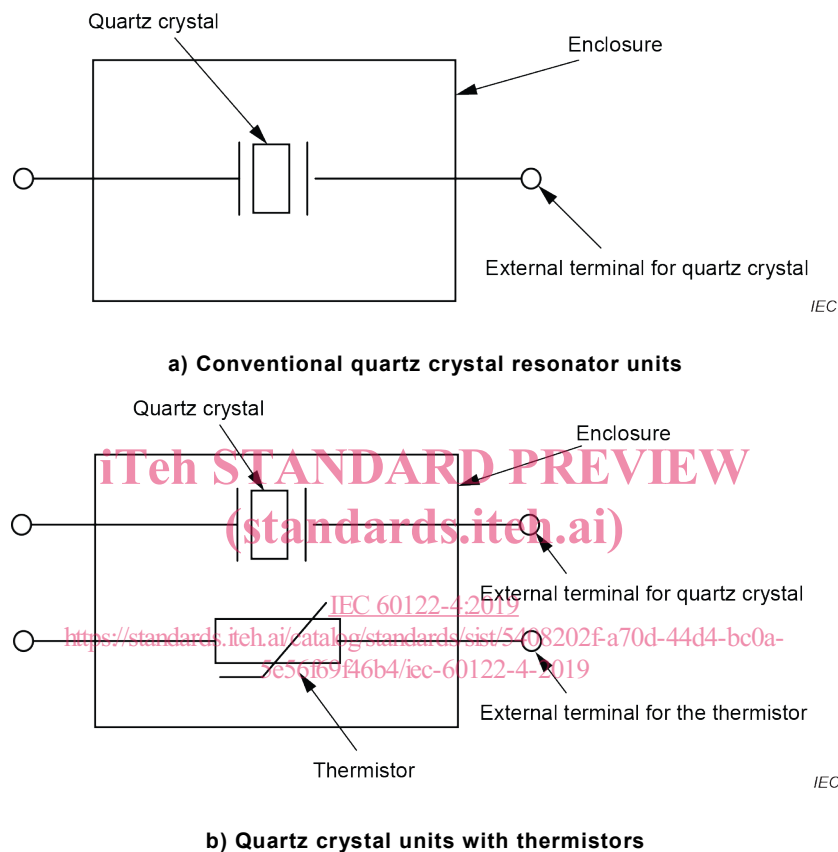 Quartz crystal
Enclosure
External terminal for quartz crystal
IEC
a) Conventional quartz crystal resonator units
Quartz crystal
Enclosure
iTeh STANDARD PREVIEW
(standards.iteh.ai)
External terminal for quartz crystal
IEC 60122-4:2019
https://standards.iteh.ai/catalog/standards/sist/5408202f-a70d-44d4-bc0a-
5e56f69f46b4/iec-60122-4-2019
External terminal for the thermistor
Thermistor
IEC
b) Quartz crystal units with thermistors